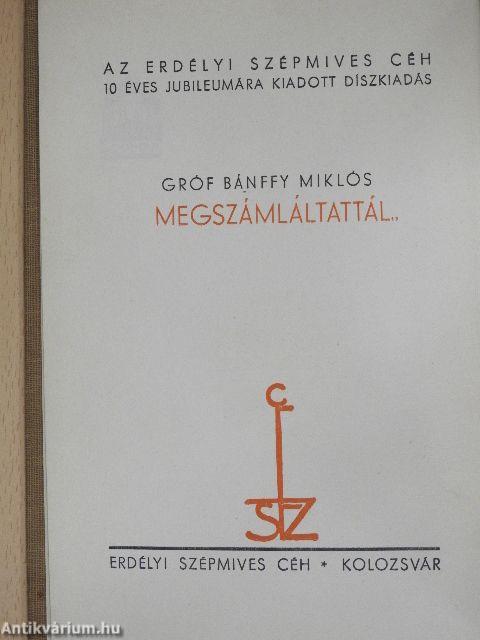 AZ ERDÉLYI SZÉPMIVES CÉH
10 ÉVES JUBILEUMÁRA KIADOTT DÍSZKIADÁS
GRÓF BÁNFFY MIKLÓS
MEGSZÁMLÁLTATTÁL..
C
SZ
ERDÉLYI SZÉPMIVES CÉH * KOLOZSVÁR
Antikvárium.hu